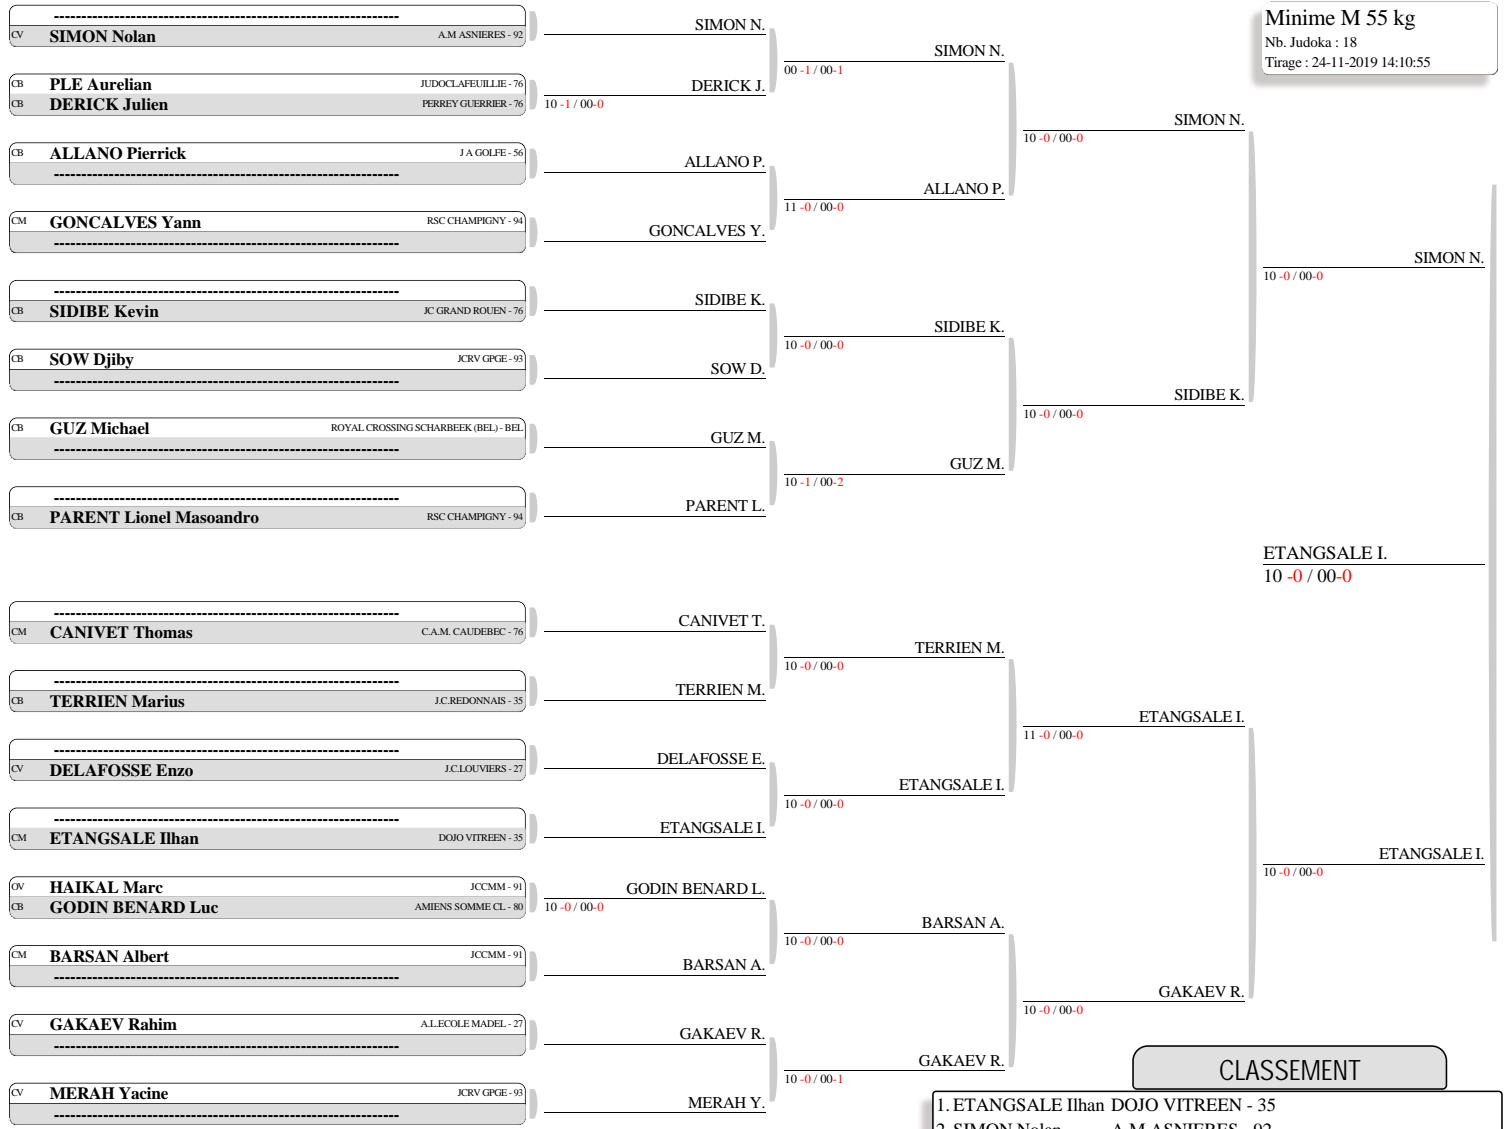 Minime M 55 kg
Nb. Judoka : 18
Tirage : 24-11-2019 14:10:55
----------------------------------------------------------------
CV SIMON Nolan A.M ASNIERES - 92
CB PLE Aurelian JUDOCLAFEUILLIE - 76
CB DERICK Julien PERREY GUERRIER - 76
CB ALLANO Pierrick J A GOLFE - 56
----------------------------------------------------------------
CM GONCALVES Yann RSC CHAMPIGNY - 94
----------------------------------------------------------------
----------------------------------------------------------------
CB SIDIBE Kevin JC GRAND ROUEN - 76
CB SOW Djiby JCRV GPGE - 93
----------------------------------------------------------------
CB GUZ Michael ROYAL CROSSING SCHARBEEK (BEL) - BEL
----------------------------------------------------------------
----------------------------------------------------------------
CB PARENT Lionel Masoandro RSC CHAMPIGNY - 94
----------------------------------------------------------------
CM CANIVET Thomas C.A.M. CAUDEBEC - 76
----------------------------------------------------------------
CB TERRIEN Marius J.C.REDONNAIS - 35
----------------------------------------------------------------
CV DELAFOSSE Enzo J.C.LOUVIERS - 27
----------------------------------------------------------------
CM ETANGSALE Ilhan DOJO VITREEN - 35
OV HAIKAL Marc JCCMM - 91
CB GODIN BENARD Luc AMIENS SOMME CL - 80
CM BARSAN Albert JCCMM - 91
----------------------------------------------------------------
CV GAKAEV Rahim A.L.ECOLE MADEL - 27
----------------------------------------------------------------
CV MERAH Yacine JCRV GPGE - 93
----------------------------------------------------------------
SIMON N.
DERICK J.
10 -1 / 00-0
ALLANO P.
GONCALVES Y.
SIDIBE K.
SOW D.
GUZ M.
PARENT L.
CANIVET T.
TERRIEN M.
DELAFOSSE E.
ETANGSALE I.
GODIN BENARD L.
10 -0 / 00-0
BARSAN A.
GAKAEV R.
MERAH Y.
SIMON N.
00 -1 / 00-1
ALLANO P.
11 -0 / 00-0
SIDIBE K.
10 -0 / 00-0
GUZ M.
10 -1 / 00-2
TERRIEN M.
10 -0 / 00-0
ETANGSALE I.
10 -0 / 00-0
BARSAN A.
10 -0 / 00-0
GAKAEV R.
10 -0 / 00-1
SIMON N.
10 -0 / 00-0
SIDIBE K.
10 -0 / 00-0
ETANGSALE I.
11 -0 / 00-0
GAKAEV R.
10 -0 / 00-0
SIMON N.
10 -0 / 00-0
ETANGSALE I.
10 -0 / 00-0
ETANGSALE I.
10 -0 / 00-0
CLASSEMENT
1. ETANGSALE Ilhan DOJO VITREEN - 35
2. SIMON Nolan A.M ASNIERES - 92